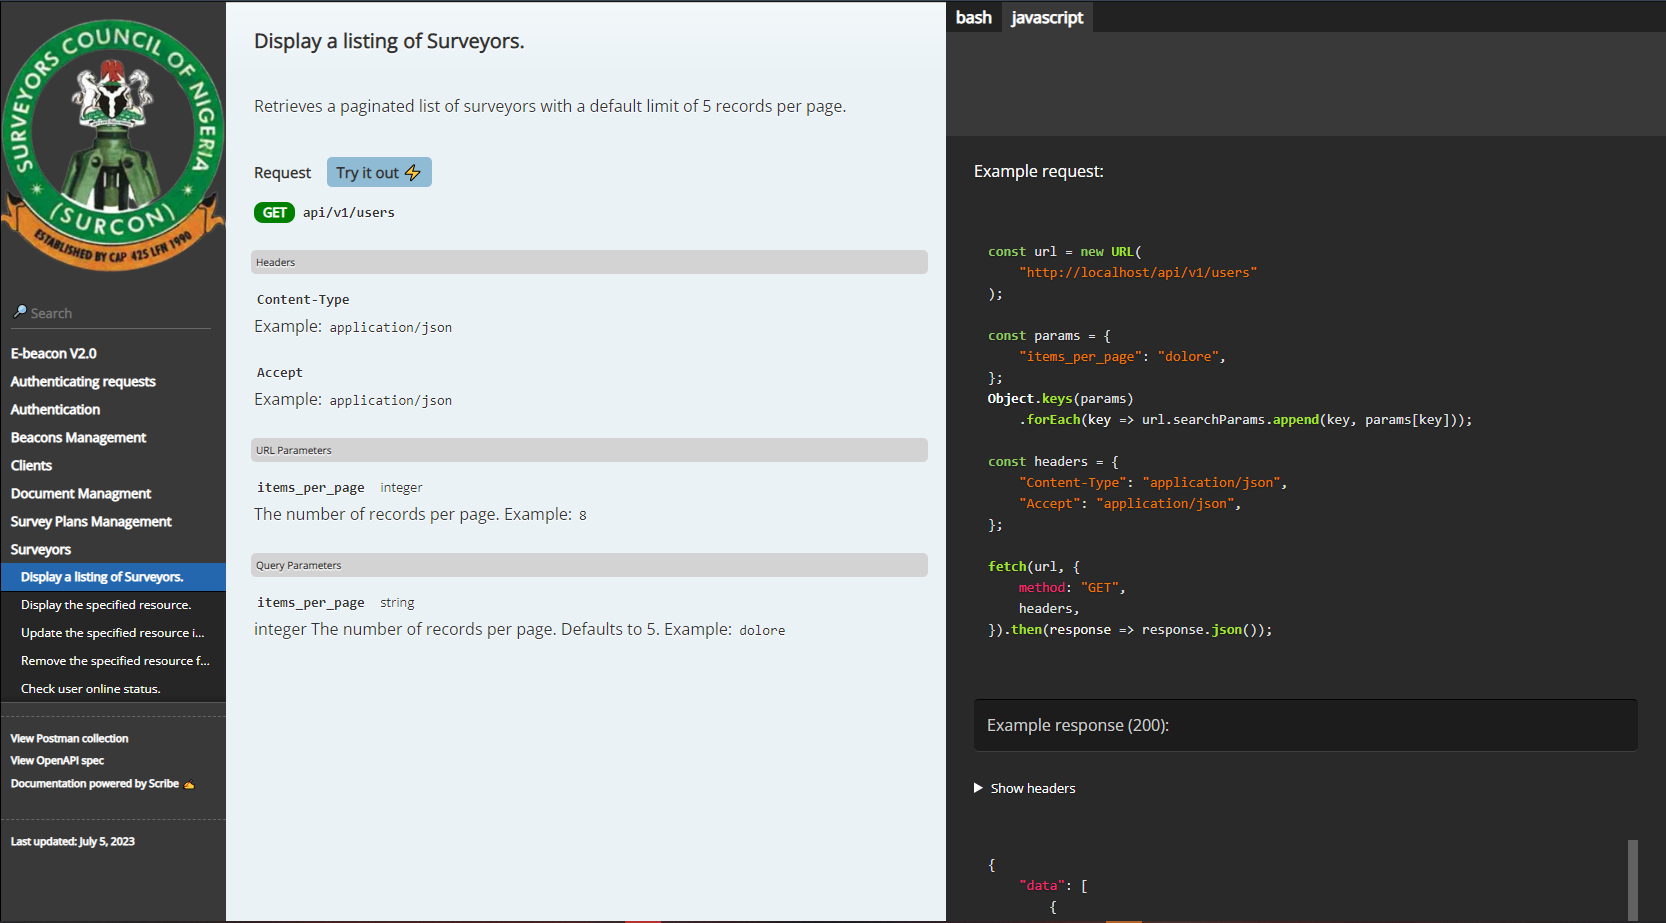 SURVEYORS COUNCIL OF NIGERIA
(SURCON)
ESTABLISHED BY CAP 425 LFN 1990
Search
E-beacon V2.0
Authenticating requests
Authentication
Beacons Management
Clients
Document Managment
Survey Plans Management
Surveyors
Display a listing of Surveyors.
Display the specified resource.
Update the specified resource i...
Remove the specified resource f...
Check user online status.
View Postman collection
View OpenAPI spec
Documentation powered by Scribe ✍
Last updated: July 5, 2023
Display a listing of Surveyors.
Retrieves a paginated list of surveyors with a default limit of 5 records per page.
Request Try it out ⚡
GET api/v1/users
Headers
Content-Type
Example: application/json
Accept
Example: application/json
URL Parameters
items_per_page integer
The number of records per page. Example: 8
Query Parameters
items_per_page string
integer The number of records per page. Defaults to 5. Example: dolore
bash javascript
Example request:
const url = new URL(
"http://localhost/api/v1/users"
);
const params = {
"items_per_page": "dolore",
};
Object.keys(params)
.forEach(key => url.searchParams.append(key, params[key]));
const headers = {
"Content-Type": "application/json",
"Accept": "application/json",
};
fetch(url, {
method: "GET",
headers,
}).then(response => response.json());
Example response (200):
Show headers
{
"data": [
{